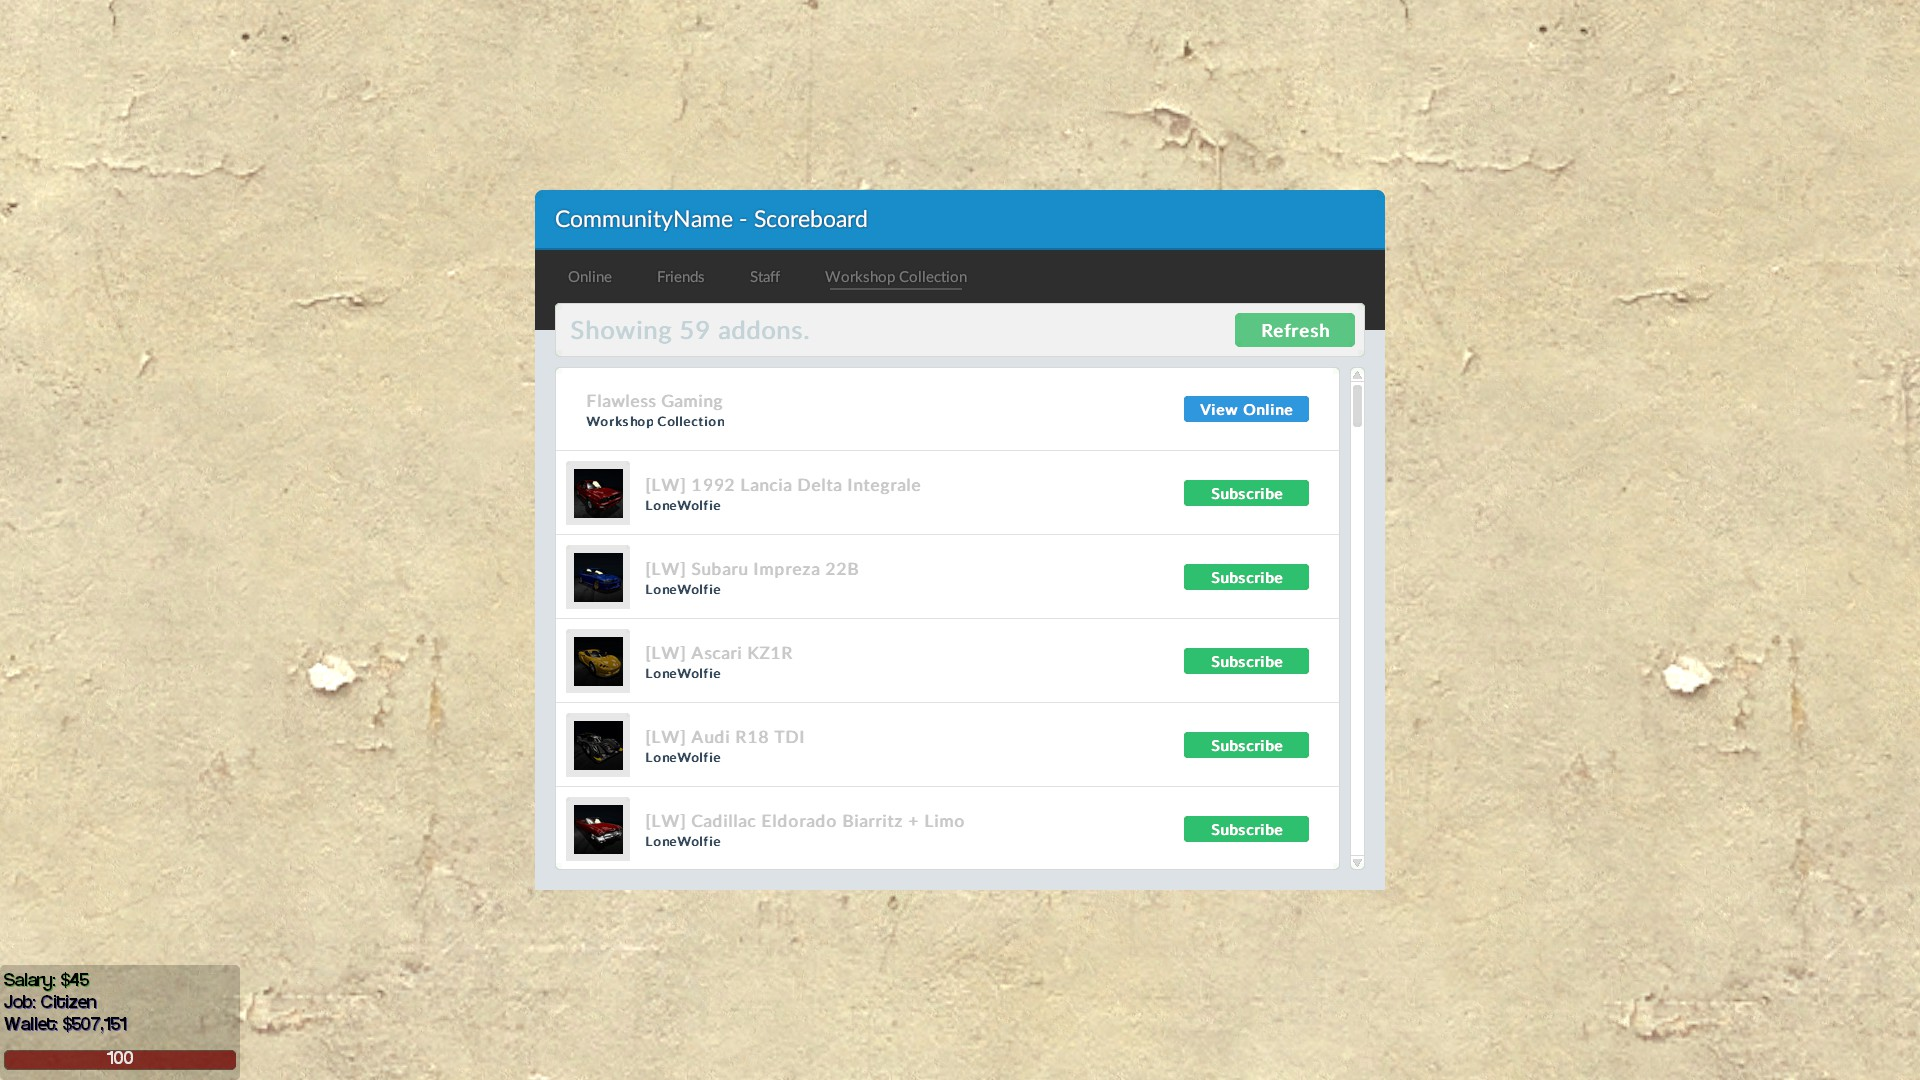 CommunityName - Scoreboard
Online Friends Staff Workshop Collection
Showing 59 addons. Refresh
Flawless Gaming
Workshop Collection
View Online
[LW] 1992 Lancia Delta Integrale
LoneWolfie
Subscribe
[LW] Subaru Impreza 22B
LoneWolfie
Subscribe
[LW] Ascari KZ1R
LoneWolfie
Subscribe
[LW] Audi R18 TDI
LoneWolfie
Subscribe
[LW] Cadillac Eldorado Biarritz + Limo
LoneWolfie
Subscribe
Salary: $45
Job: Citizen
Wallet: $507,151
100